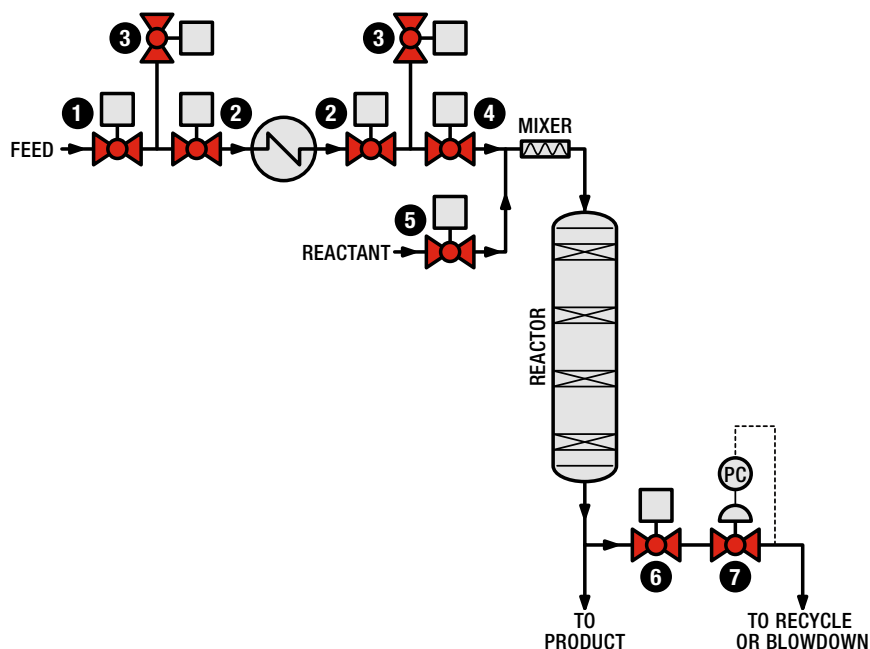 3
3
1
2
2
4
MIXER
FEED
5
REACTANT
REACTOR
PC
6
7
TO
PRODUCT
TO RECYCLE
OR BLOWDOWN